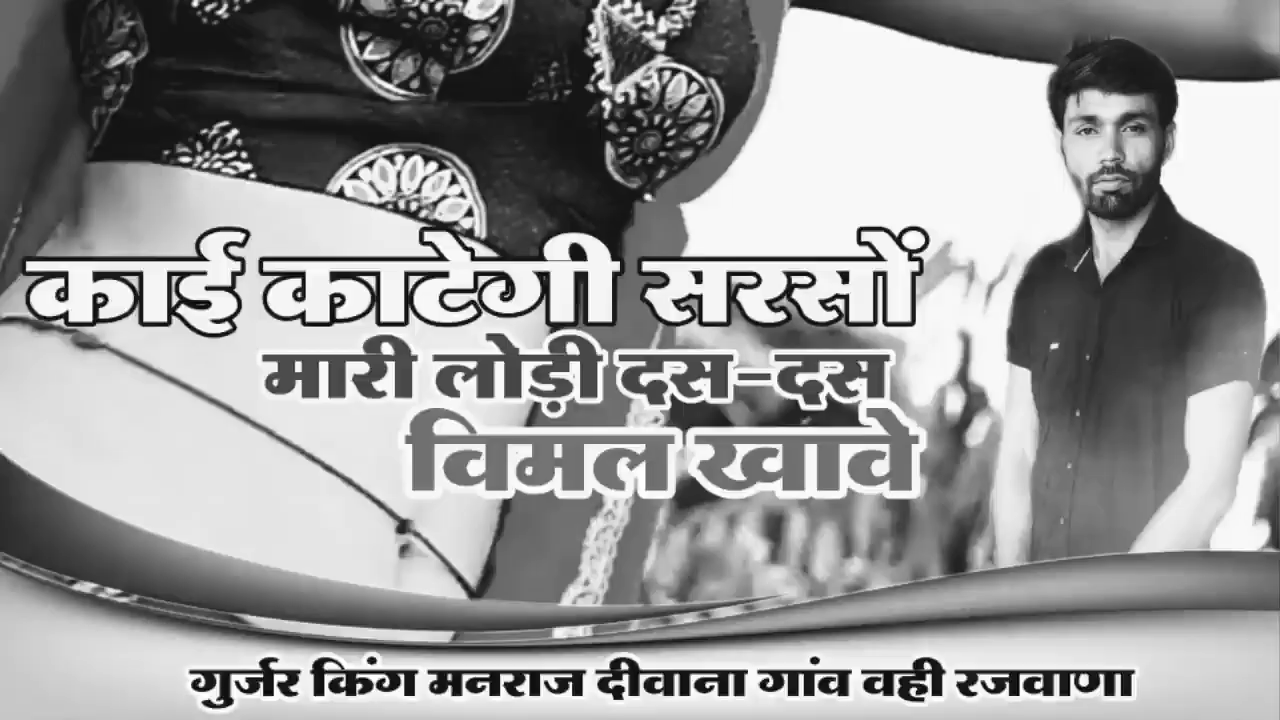 काई काटेगी सरसों
मारी लोड़ी दस-दस
विमल खावे
गुर्जर किंग मनराज दीवाना गांव वही रजवाणा